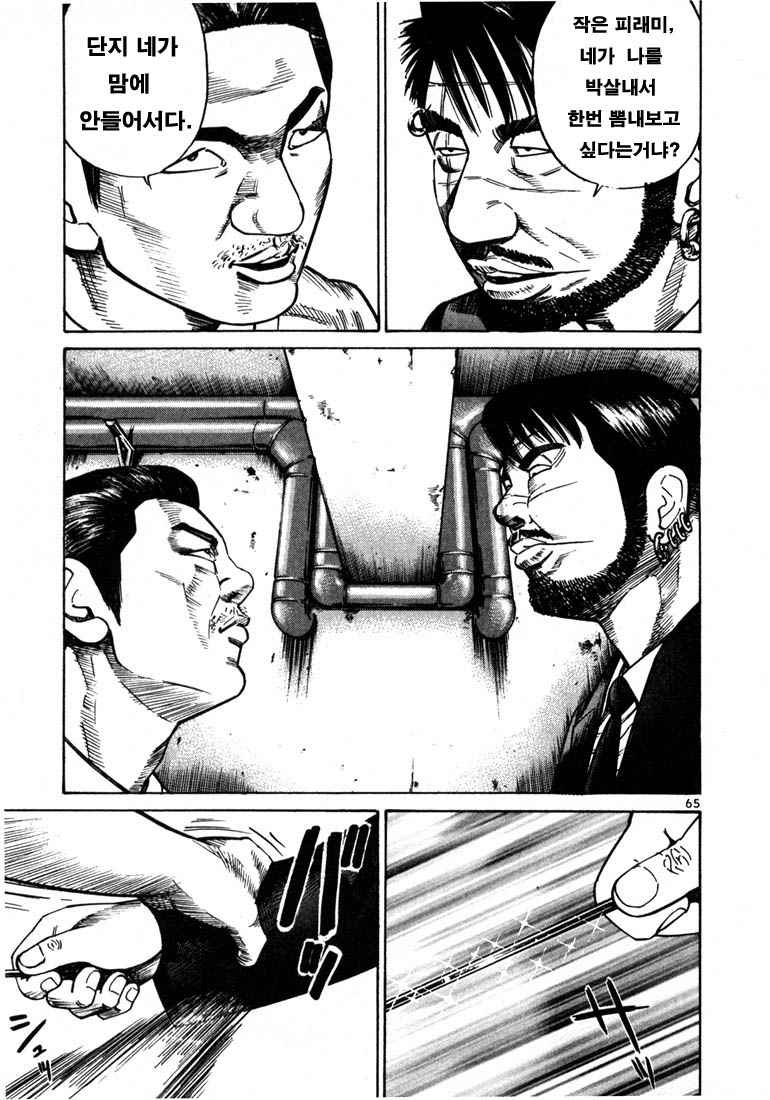 작은 피래미,
네가 나를
박살내서
한번 뽐내보고
싶다는거냐?
단지 네가
맘에
안들어서다.
65